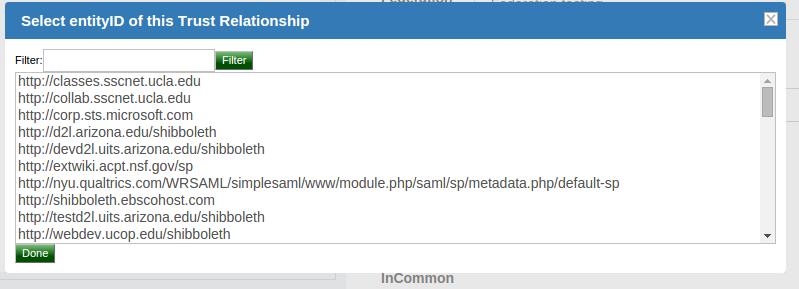 Federation
Federation testing
Select entityID of this Trust Relationship
Filter: Filter
http://classes.sscnet.ucla.edu
http://collab.sscnet.ucla.edu
http://corp.sts.microsoft.com
http://d2l.arizona.edu/shibboleth
http://devd2l.uits.arizona.edu/shibboleth
http://extwiki.acpt.nsf.gov/sp
http://nyu.qualtrics.com/WRSAML/simplesaml/www/module.php/saml/sp/metadata.php/default-sp
http://shibboleth.ebscohost.com
http://testd2l.uits.arizona.edu/shibboleth
http://webdev.ucop.edu/shibboleth
Done
InCommon